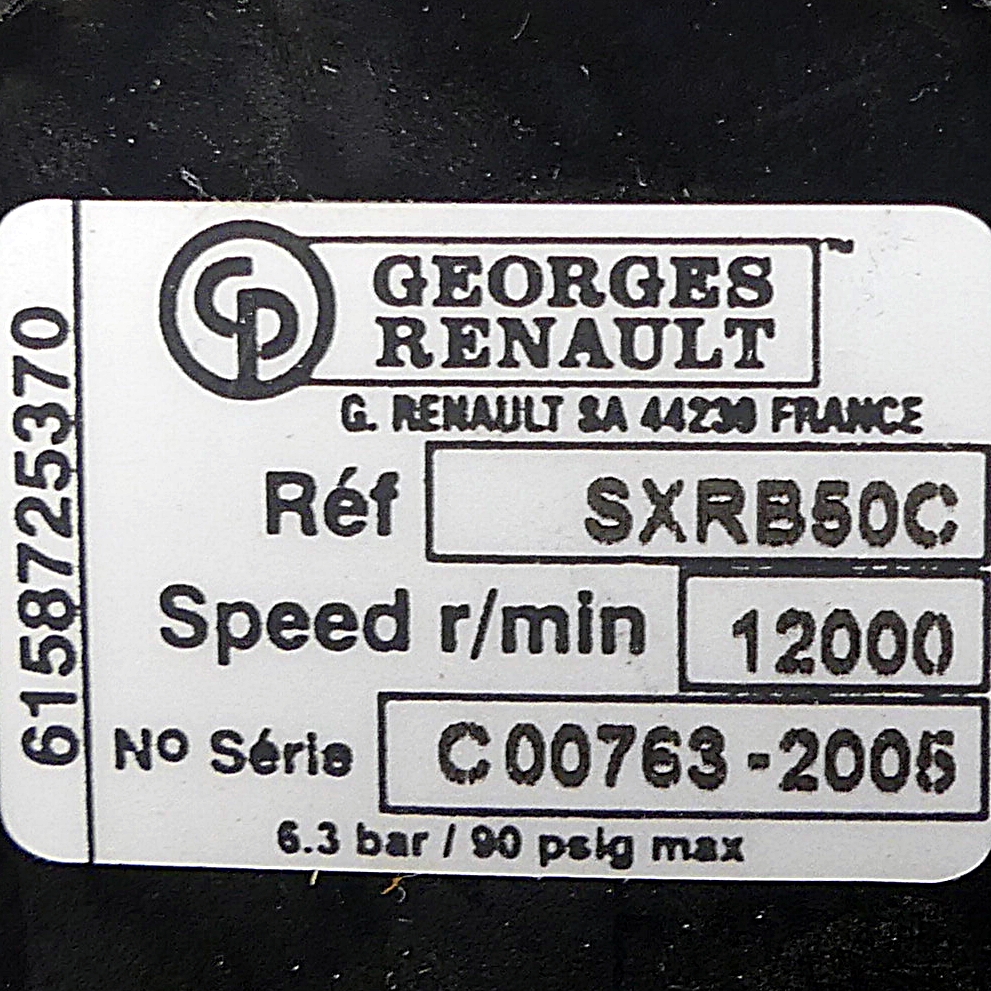 6158725370
CP GEORGES
RENAULT™
G. RENAULT SA 44230 FRANCE
Réf SXRB50C
Speed r/min 12000
Nº Série C00763-2005
6.3 bar / 90 psig max